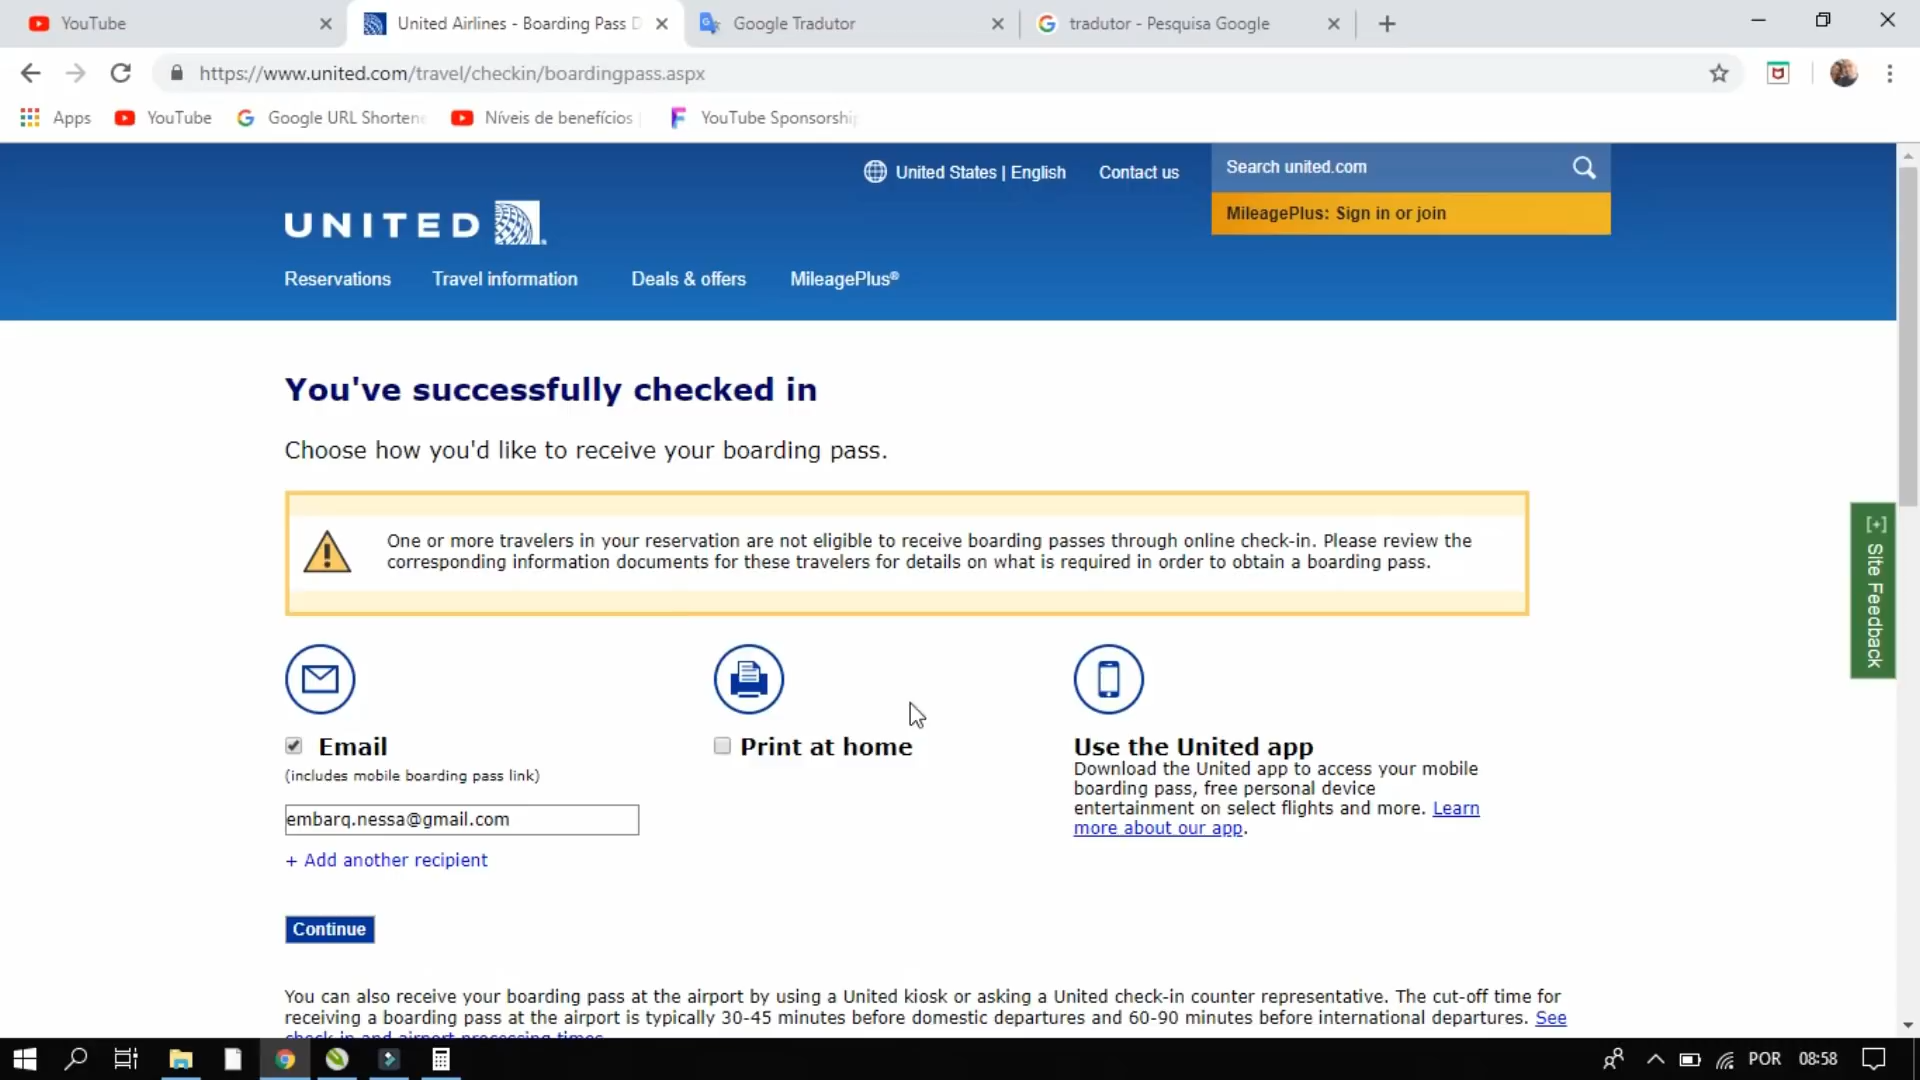 YouTube
United Airlines - Boarding Pass D
Google Tradutor
tradutor - Pesquisa Google
https://www.united.com/travel/checkin/boardingpass.aspx
Apps
YouTube
Google URL Shortene
Níveis de benefícios
YouTube Sponsorship
United States | English
Contact us
Search united.com
MileagePlus: Sign in or join
UNITED
Reservations
Travel information
Deals & offers
MileagePlus®
You've successfully checked in
Choose how you'd like to receive your boarding pass.
One or more travelers in your reservation are not eligible to receive boarding passes through online check-in. Please review the
corresponding information documents for these travelers for details on what is required in order to obtain a boarding pass.
[+] Site Feedback
Email
(includes mobile boarding pass link)
embarq.nessa@gmail.com
+ Add another recipient
Print at home
Use the United app
Download the United app to access your mobile
boarding pass, free personal device
entertainment on select flights and more. Learn
more about our app.
Continue
You can also receive your boarding pass at the airport by using a United kiosk or asking a United check-in counter representative. The cut-off time for
receiving a boarding pass at the airport is typically 30-45 minutes before domestic departures and 60-90 minutes before international departures. See
check-in and airport processing times.
POR
08:58